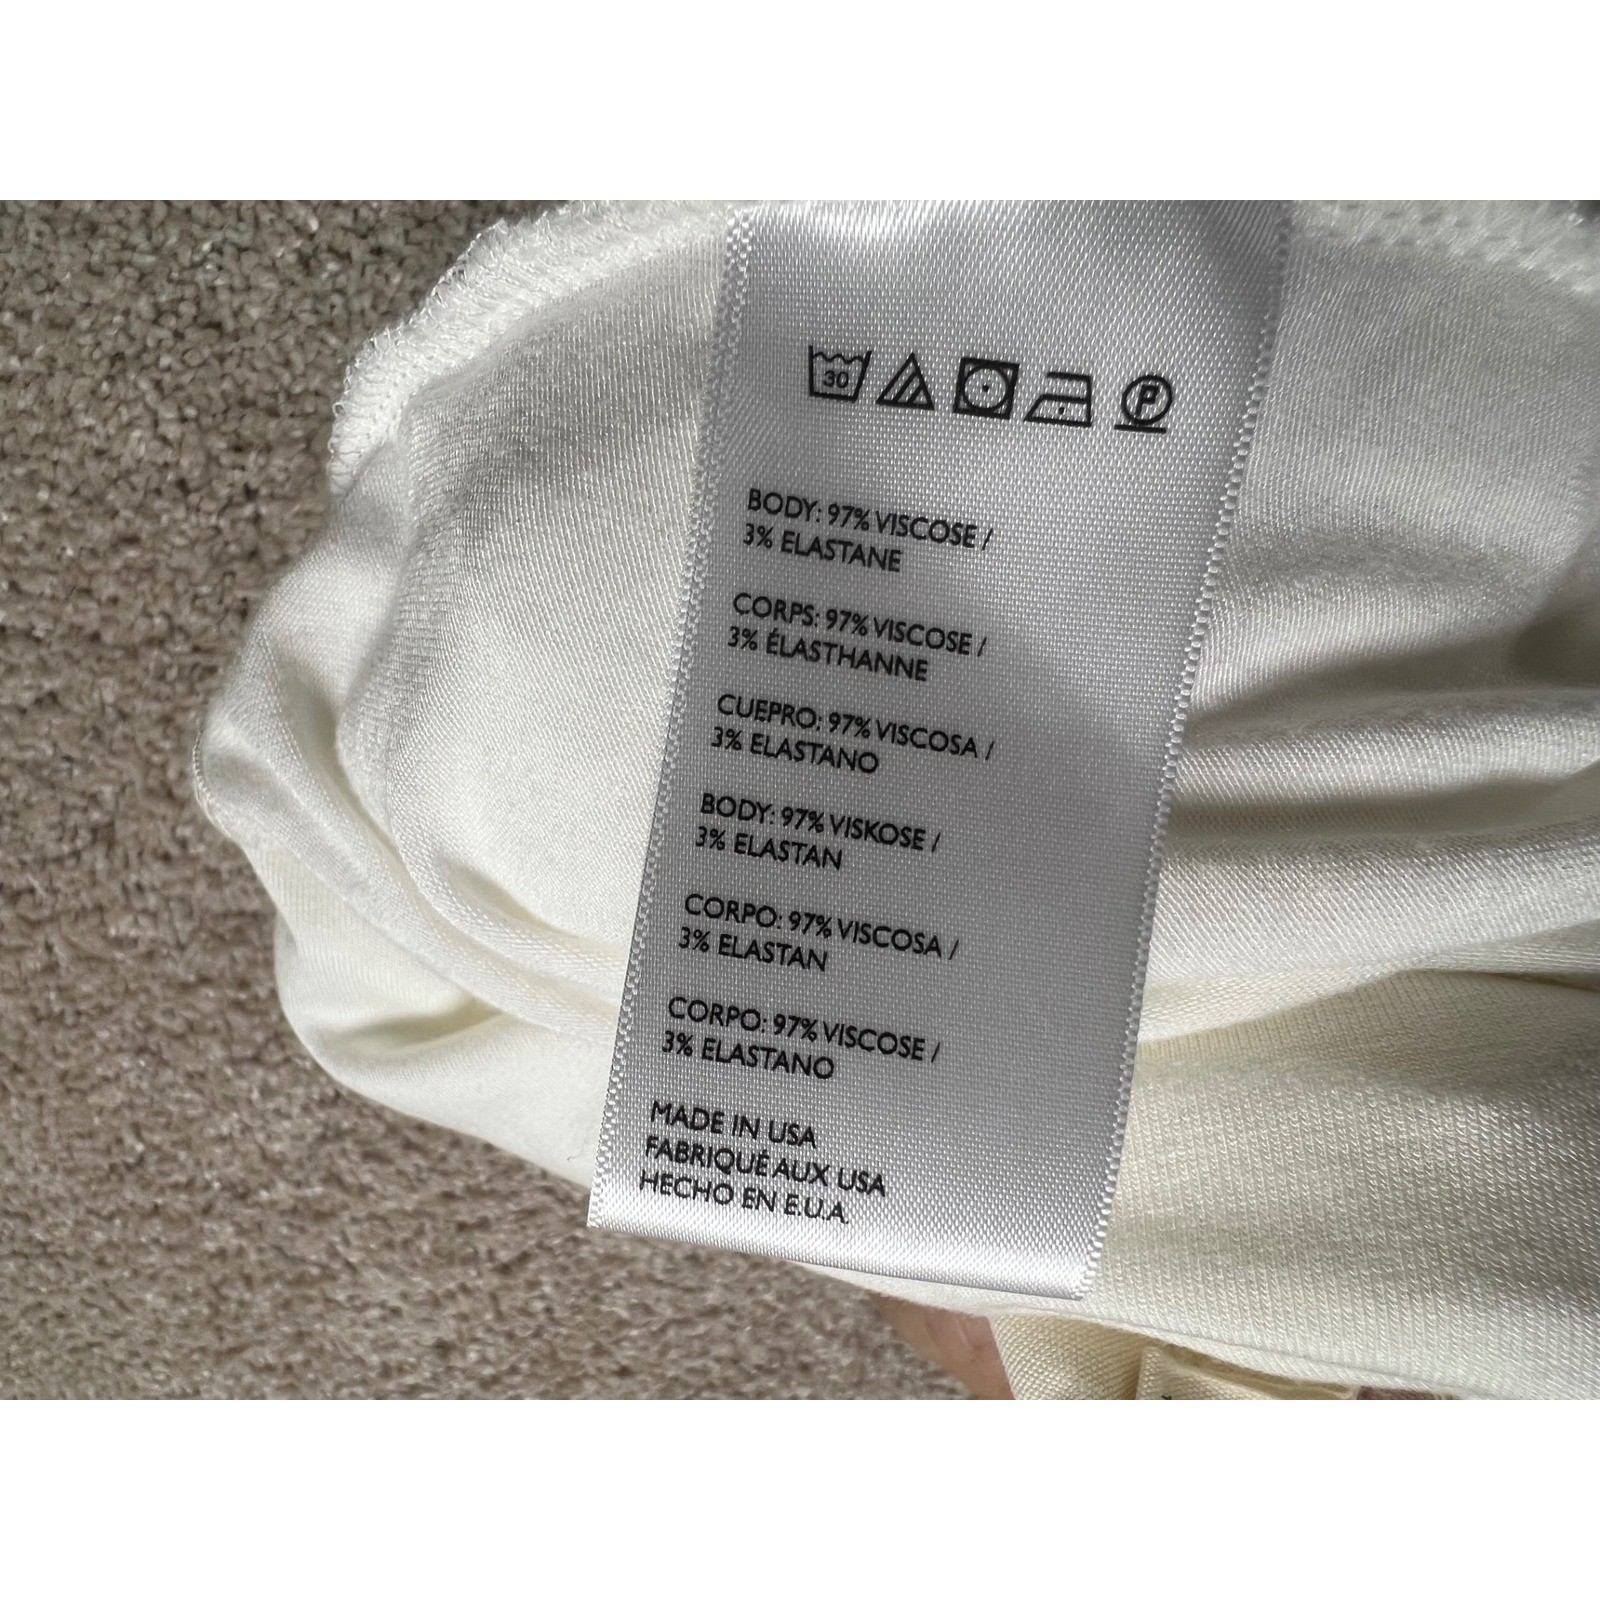 30
P
BODY: 97% VISCOSE /
3% ELASTANE
CORPS: 97% VISCOSE /
3% ÉLASTHANNE
CUEPRO: 97% VISCOSA /
3% ELASTANO
BODY: 97% VISKOSE /
3% ELASTAN
CORPO: 97% VISCOSA /
3% ELASTAN
CORPO: 97% VISCOSE /
3% ELASTANO
MADE IN USA
FABRIQUÉ AUX USA
HECHO EN E.U.A.